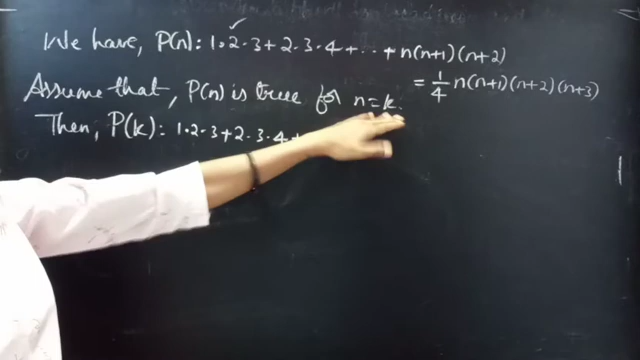 We have, P(n): 1·2·3+2·3·4+...+n(n+1)(n+2)
= 1/4 n(n+1)(n+2)(n+3)
Assume that, P(n) is true for n=k.
Then, P(k): 1·2·3+2·3·4+